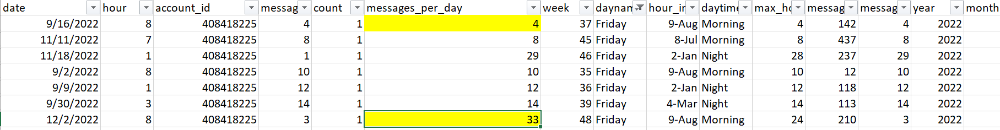 date hour account_id messag count messages_per_day week daynam hour_in daytime max_ho messag messag year month
9/16/2022 8 408418225 4 1 4 37 Friday 9-Aug Morning 4 142 4 2022
11/11/2022 7 408418225 8 1 8 45 Friday 8-Jul Morning 8 437 8 2022
11/18/2022 1 408418225 1 1 29 46 Friday 2-Jan Night 28 237 29 2022
9/2/2022 8 408418225 10 1 10 35 Friday 9-Aug Morning 10 12 10 2022
9/9/2022 1 408418225 12 1 12 36 Friday 2-Jan Night 12 118 12 2022
9/30/2022 3 408418225 14 1 14 39 Friday 4-Mar Night 14 113 14 2022
12/2/2022 8 408418225 3 1 33 48 Friday 9-Aug Morning 24 210 3 2022